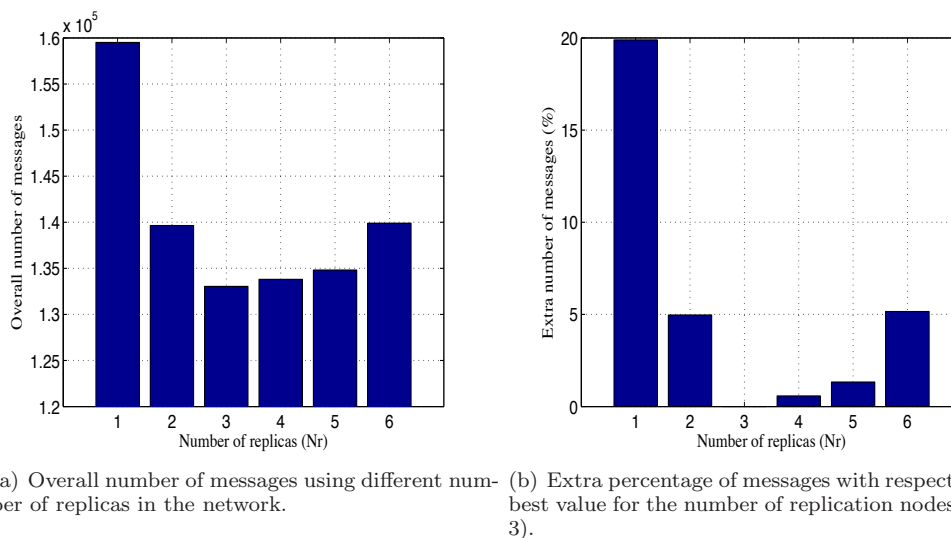 x 10^5
1.6
1.55
1.5
1.45
1.4
1.35
1.3
1.25
1.2
Overall number of messages
1 2 3 4 5 6
Number of replicas (Nr)
20
15
10
5
0
Extra number of messages (%)
1 2 3 4 5 6
Number of replicas (Nr)
a) Overall number of messages using different num-
er of replicas in the network.
(b) Extra percentage of messages with respect
best value for the number of replication nodes
3).